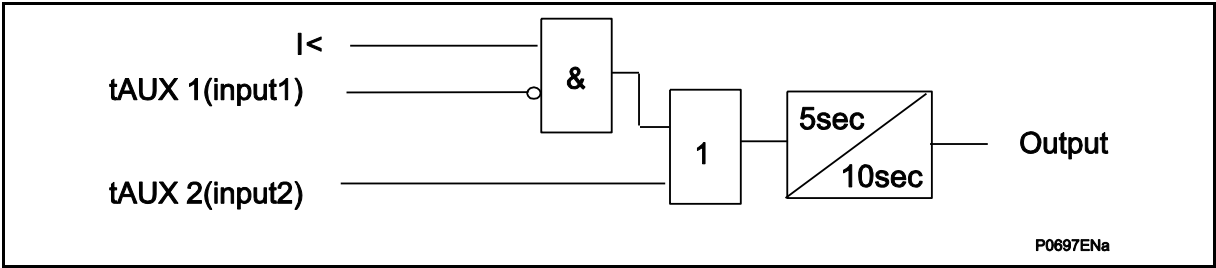 I<
tAUX 1(input1)
&
tAUX 2(input2)
1
5sec
10sec
Output
P0697ENa